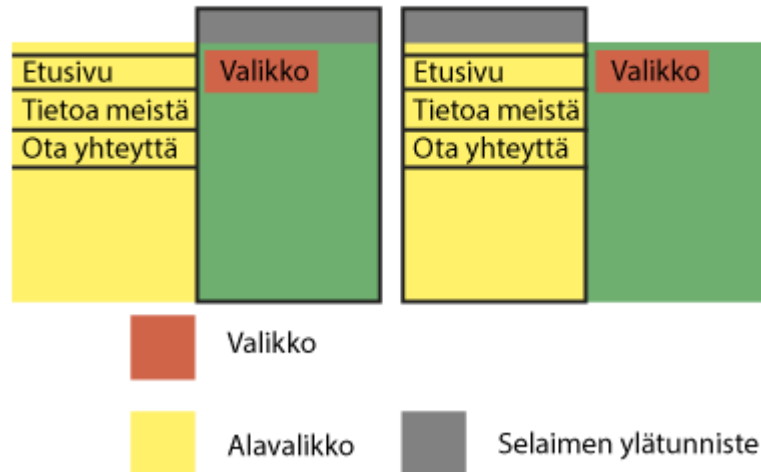 Etusivu
Valikko
Tietoa meistä
Ota yhteyttä
Etusivu
Valikko
Tietoa meistä
Ota yhteyttä
Valikko
Alavalikko
Selaimen ylätunniste